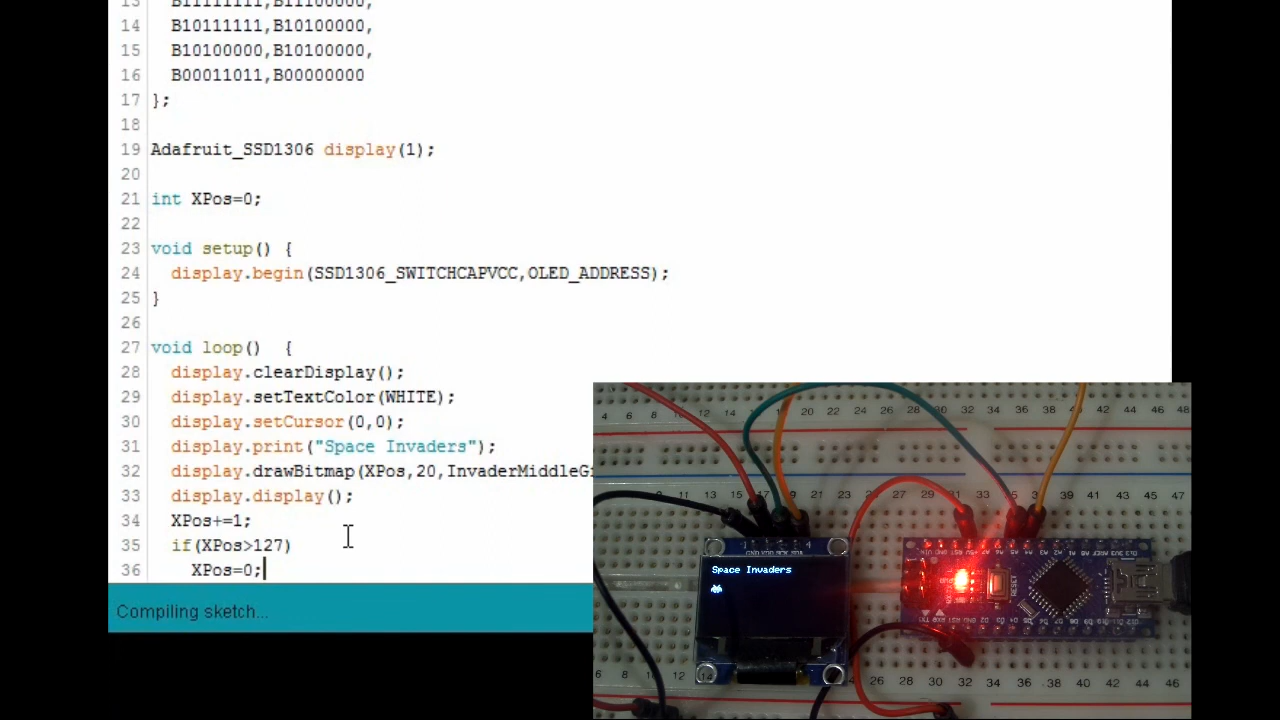 13   B11111111,B11100000,
14   B10111111,B10100000,
15   B10100000,B10100000,
16   B00011011,B00000000
17 };
18
19 Adafruit_SSD1306 display(1);
20
21 int XPos=0;
22
23 void setup() {
24   display.begin(SSD1306_SWITCHCAPVCC,OLED_ADDRESS);
25 }
26
27 void loop()  {
28   display.clearDisplay();
29   display.setTextColor(WHITE);
30   display.setCursor(0,0);
31   display.print("Space Invaders");
32   display.drawBitmap(XPos,20,InvaderMiddleG
33   display.display();
34   XPos+=1;
35   if(XPos>127)
36     XPos=0;
Compiling sketch...
Space Invaders
RESET